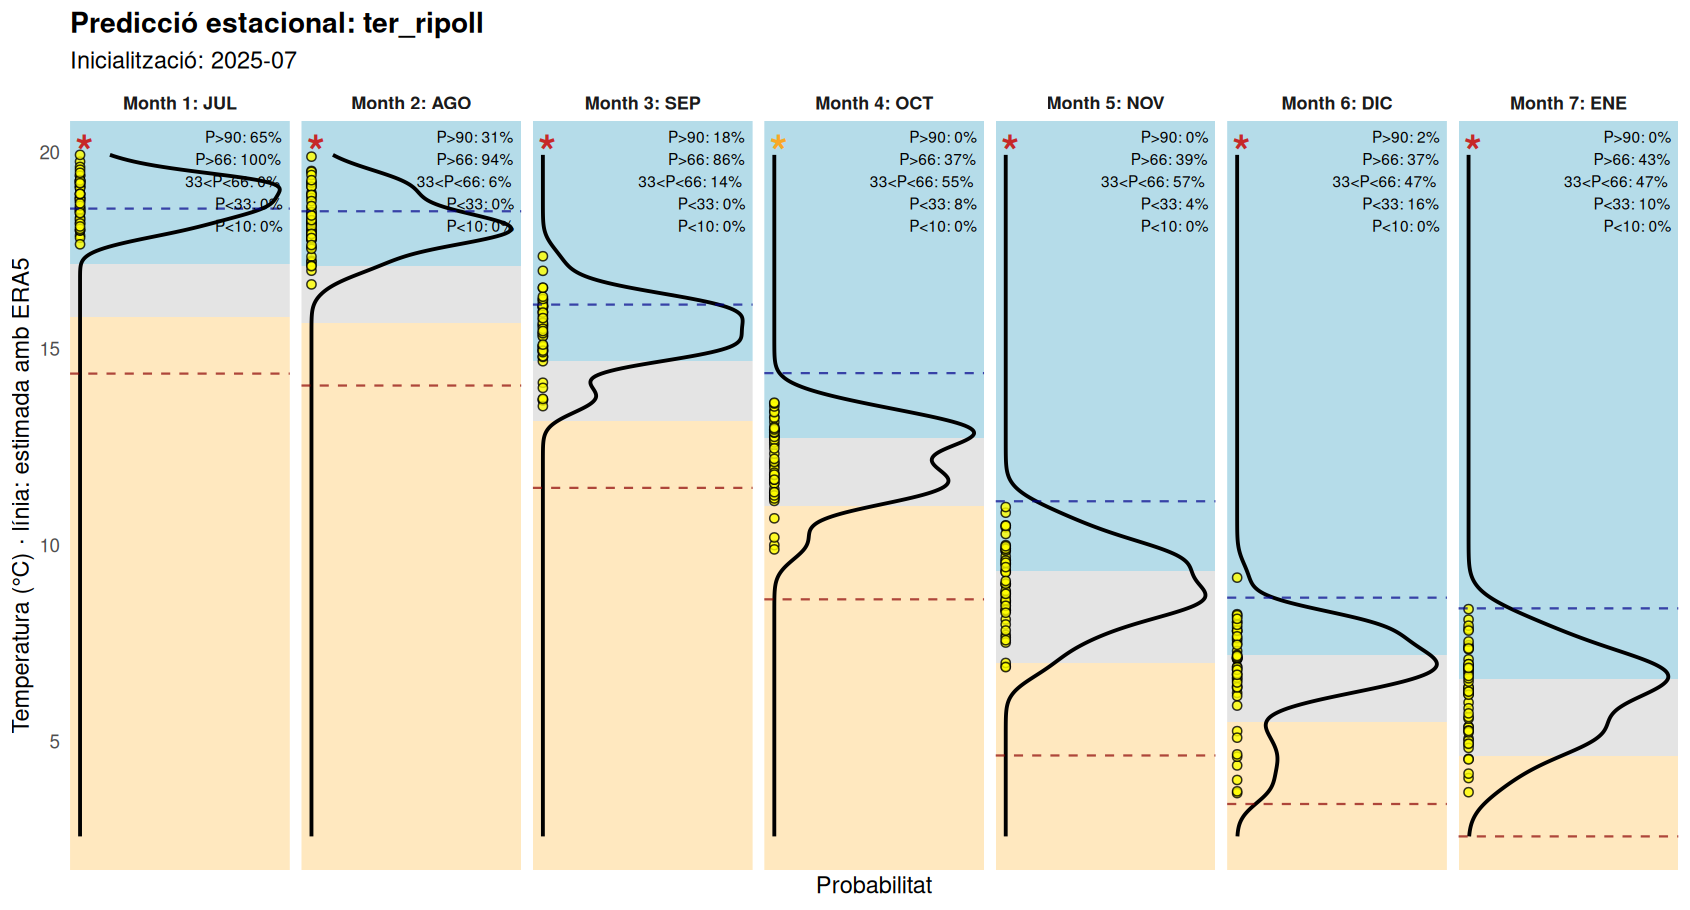 Predicció estacional: ter_ripoll
Inicialització: 2025-07
Month 1: JUL
Month 2: AGO
Month 3: SEP
Month 4: OCT
Month 5: NOV
Month 6: DIC
Month 7: ENE
P>90: 65%
P>66: 100%
33<P<66: 0%
P<33: 0%
P<10: 0%
P>90: 31%
P>66: 94%
33<P<66: 6%
P<33: 0%
P<10: 0%
P>90: 18%
P>66: 86%
33<P<66: 14%
P<33: 0%
P<10: 0%
P>90: 0%
P>66: 37%
33<P<66: 55%
P<33: 8%
P<10: 0%
P>90: 0%
P>66: 39%
33<P<66: 57%
P<33: 4%
P<10: 0%
P>90: 2%
P>66: 37%
33<P<66: 47%
P<33: 16%
P<10: 0%
P>90: 0%
P>66: 43%
33<P<66: 47%
P<33: 10%
P<10: 0%
20
15
10
5
Temperatura (°C) · línia: estimada amb ERA5
Probabilitat